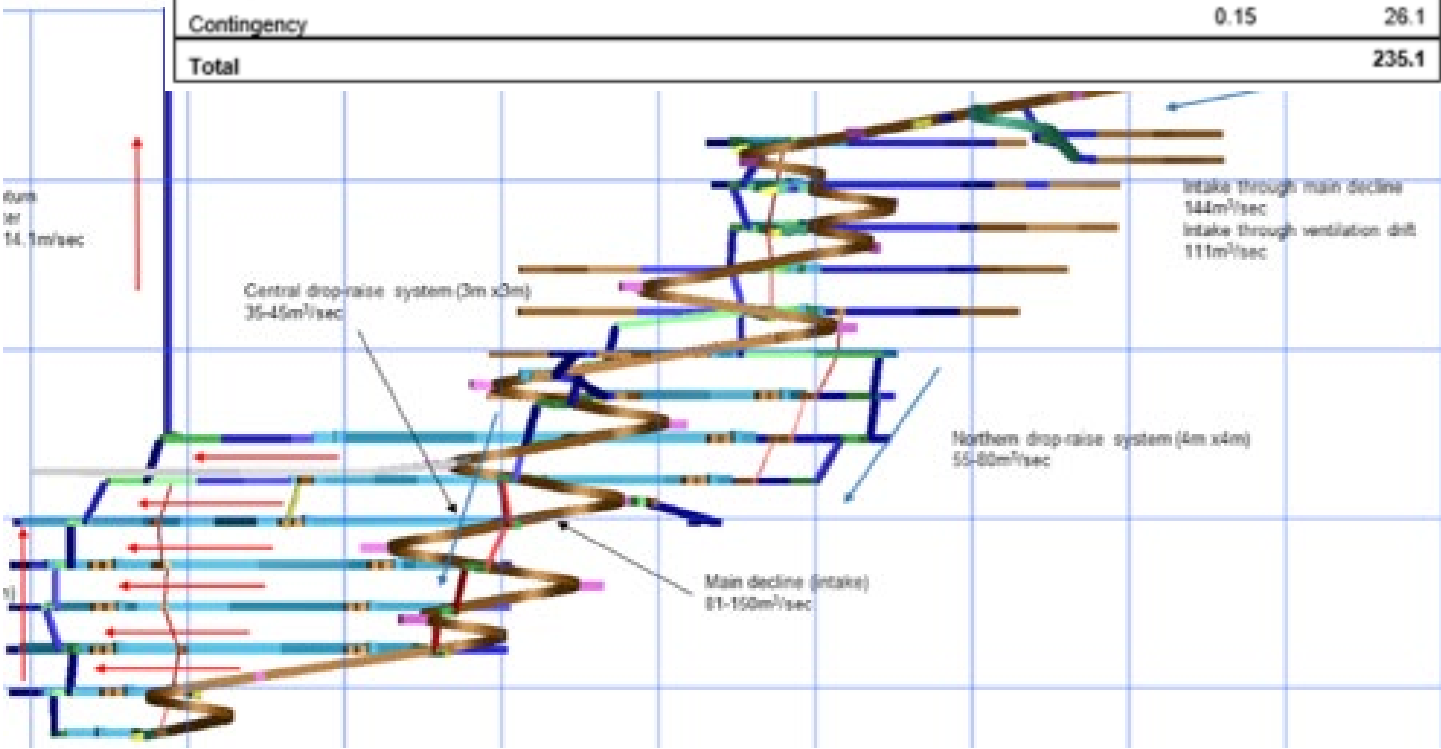 Contingency 0.15 26.1
Total 235.1
Intake through main decline
144m³/sec
Intake through ventilation drift
111m³/sec
14.1m/sec
Central drop-raise system (3m x3m)
35-45m³/sec
Northern drop-raise system (4m x4m)
55-80m³/sec
Main decline (intake)
81-150m³/sec